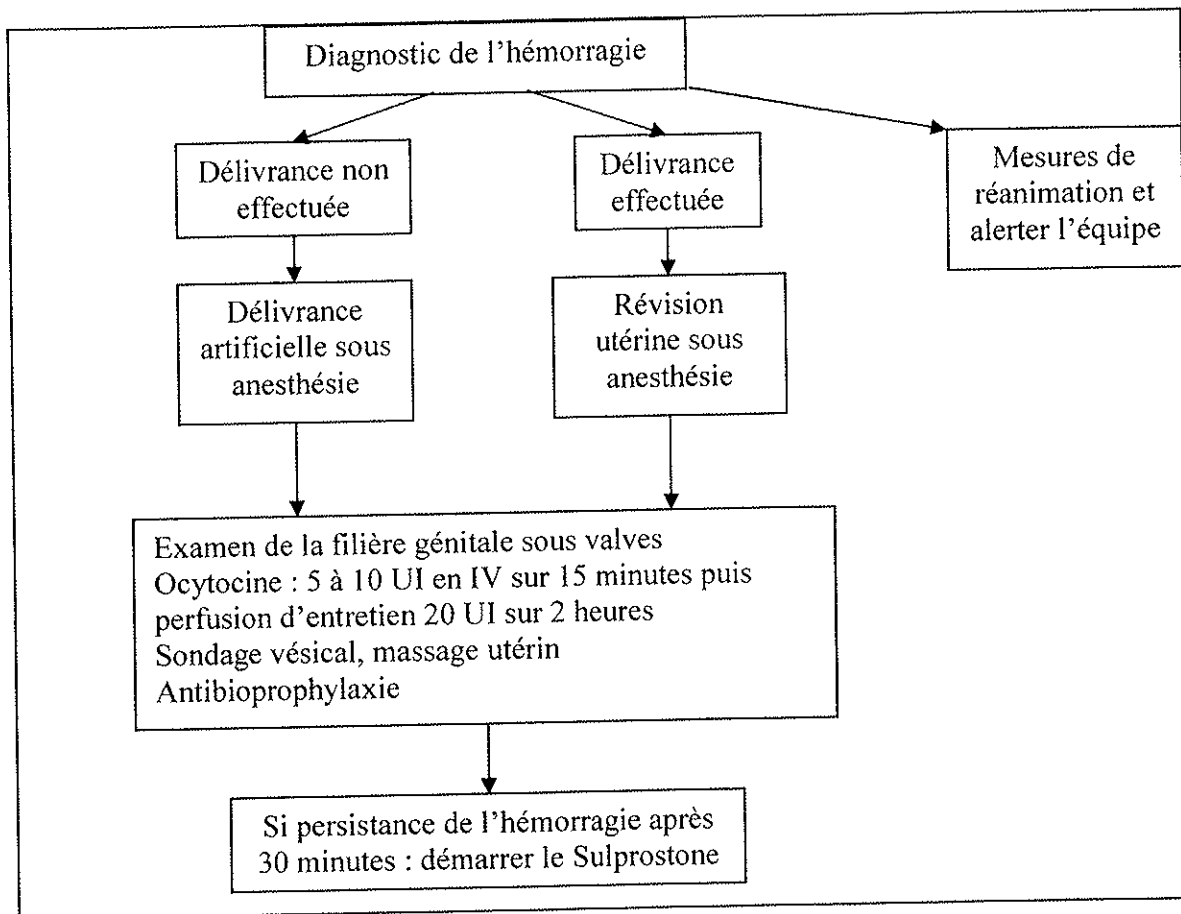 Diagnostic de l'hémorragie
Délivrance non
effectuée
Délivrance
effectuée
Mesures de
réanimation et
alerter l'équipe
Délivrance
artificielle sous
anesthésie
Révision
utérine sous
anesthésie
Examen de la filière génitale sous valves
Ocytocine : 5 à 10 UI en IV sur 15 minutes puis
perfusion d'entretien 20 UI sur 2 heures
Sondage vésical, massage utérin
Antibioprophylaxie
Si persistance de l'hémorragie après
30 minutes : démarrer le Sulprostone